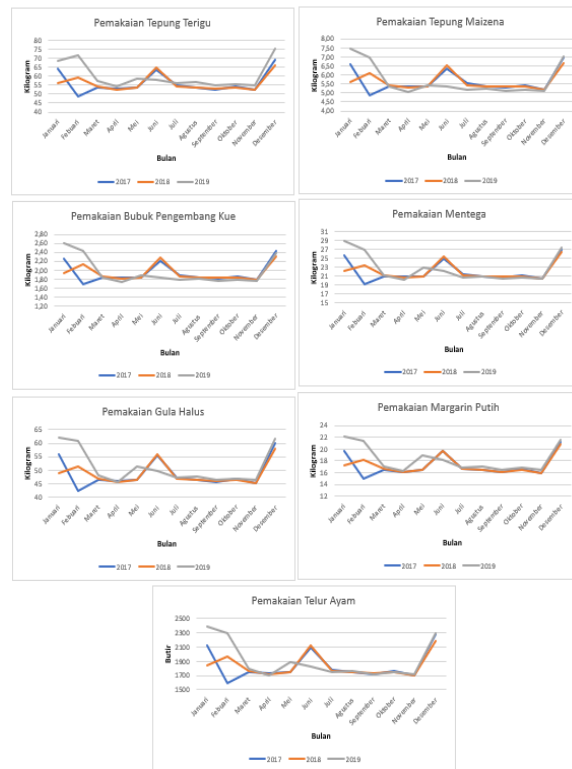 Pemakaian Tepung Terigu
80
75
70
65
60
55
50
45
40
Kilogram
Januari
Febuari
Maret
April
Mei
Juni
Juli
Agustus
September
Oktober
November
Desember
Bulan
2017 2018 2019
Pemakaian Tepung Maizena
8,00
7,50
7,00
6,50
6,00
5,50
5,00
4,50
4,00
Kilogram
Januari
Febuari
Maret
April
Mei
Juni
Juli
Agustus
September
Oktober
November
Desember
Bulan
2017 2018 2019
Pemakaian Bubuk Pengembang Kue
2,80
2,60
2,40
2,20
2,00
1,80
1,60
1,40
1,20
Kilogram
Januari
Febuari
Maret
April
Mei
Juni
Juli
Agustus
September
Oktober
November
Desember
Bulan
2017 2018 2019
Pemakaian Mentega
31
29
27
25
23
21
19
17
15
Kilogram
Januari
Febuari
Maret
April
Mei
Juni
Juli
Agustus
September
Oktober
November
Desember
Bulan
2017 2018 2019
Pemakaian Gula Halus
65
60
55
50
45
40
Kilogram
Januari
Febuari
Maret
April
Mei
Juni
Juli
Agustus
September
Oktober
November
Desember
Bulan
2017 2018 2019
Pemakaian Margarin Putih
24
22
20
18
16
14
12
Kilogram
Januari
Febuari
Maret
April
Mei
Juni
Juli
Agustus
September
Oktober
November
Desember
Bulan
2017 2018 2019
Pemakaian Telur Ayam
2500
2300
2100
1900
1700
1500
Butir
Januari
Febuari
Maret
April
Mei
Juni
Juli
Agustus
September
Oktober
November
Desember
Bulan
2017 2018 2019